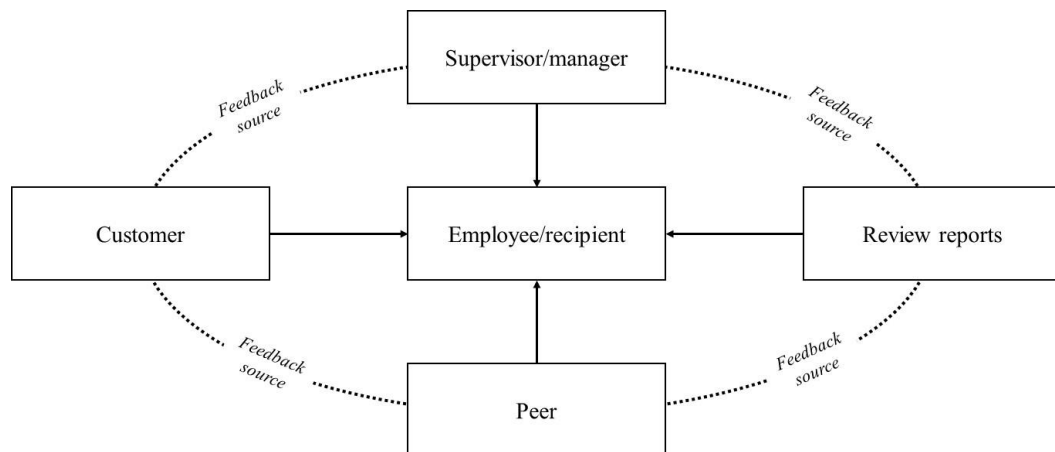 Supervisor/manager
Feedback
source
Feedback
source
Customer
Employee/recipient
Review reports
Feedback
source
Feedback
source
Peer